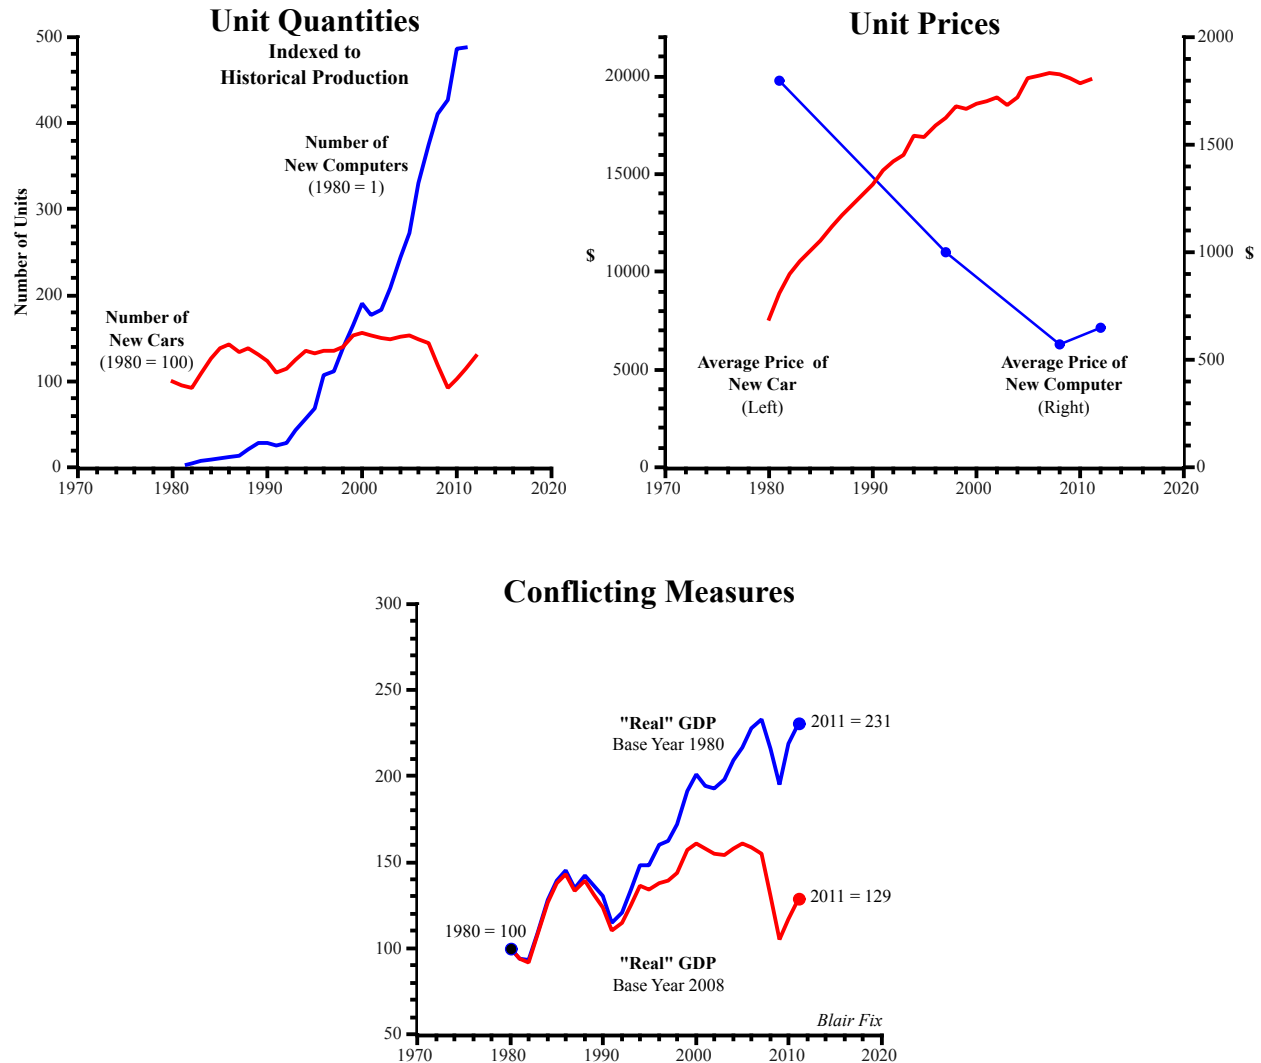 Unit Quantities
Indexed to
Historical Production
500
400
300
200
100
0
Number of Units
Number of
New Computers
(1980 = 1)
Number of
New Cars
(1980 = 100)
1970
1980
1990
2000
2010
2020
Unit Prices
20000
15000
10000
5000
0
$
2000
1500
1000
500
0
$
Average Price of
New Car
(Left)
Average Price of
New Computer
(Right)
1970
1980
1990
2000
2010
2020
Conflicting Measures
300
250
200
150
100
50
"Real" GDP
Base Year 1980
2011 = 231
2011 = 129
1980 = 100
"Real" GDP
Base Year 2008
Blair Fix
1970
1980
1990
2000
2010
2020